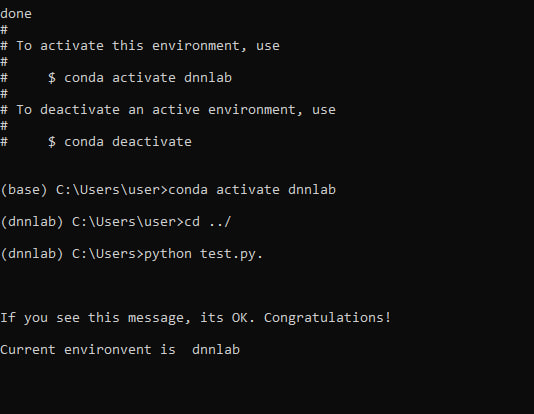 done
#
# To activate this environment, use
#
#     $ conda activate dnnlab
#
# To deactivate an active environment, use
#
#     $ conda deactivate
(base) C:\Users\user>conda activate dnnlab
(dnnlab) C:\Users\user>cd ../
(dnnlab) C:\Users>python test.py.
If you see this message, its OK. Congratulations!
Current environvent is  dnnlab